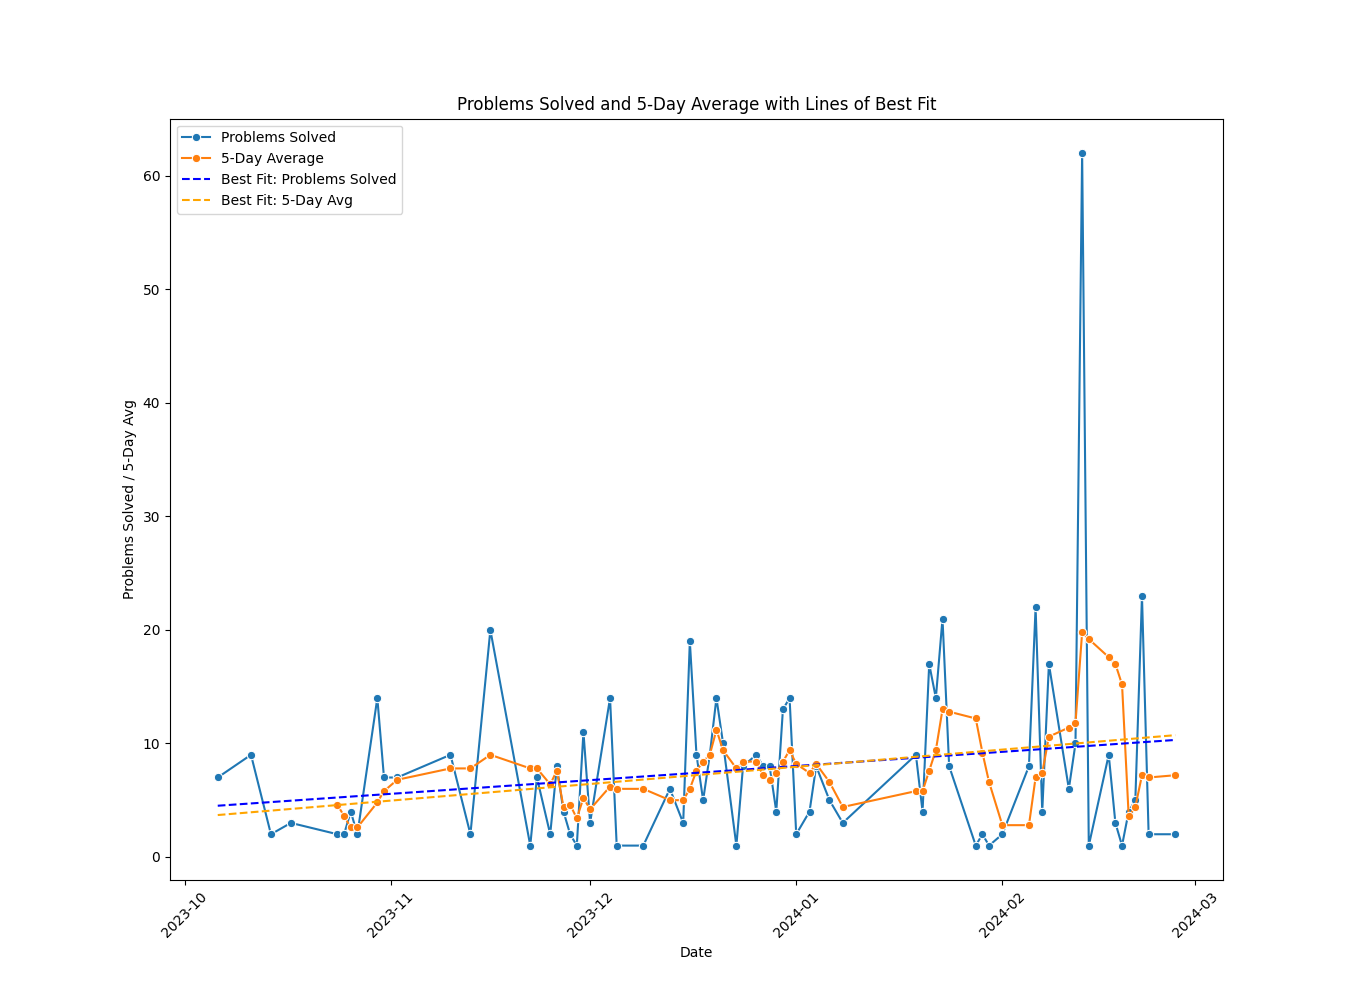 Problems Solved and 5-Day Average with Lines of Best Fit
Problems Solved
5-Day Average
Best Fit: Problems Solved
Best Fit: 5-Day Avg
Problems Solved / 5-Day Avg
60
50
40
30
20
10
0
2023-10
2023-11
2023-12
2024-01
2024-02
2024-03
Date